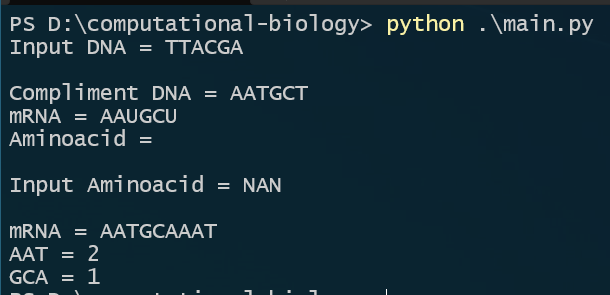 PS D:\computational-biology> python .\main.py
Input DNA = TTACGA
Compliment DNA = AATGCT
mRNA = AAUGCU
Aminoacid =
Input Aminoacid = NAN
mRNA = AATGCAAAT
AAT = 2
GCA = 1